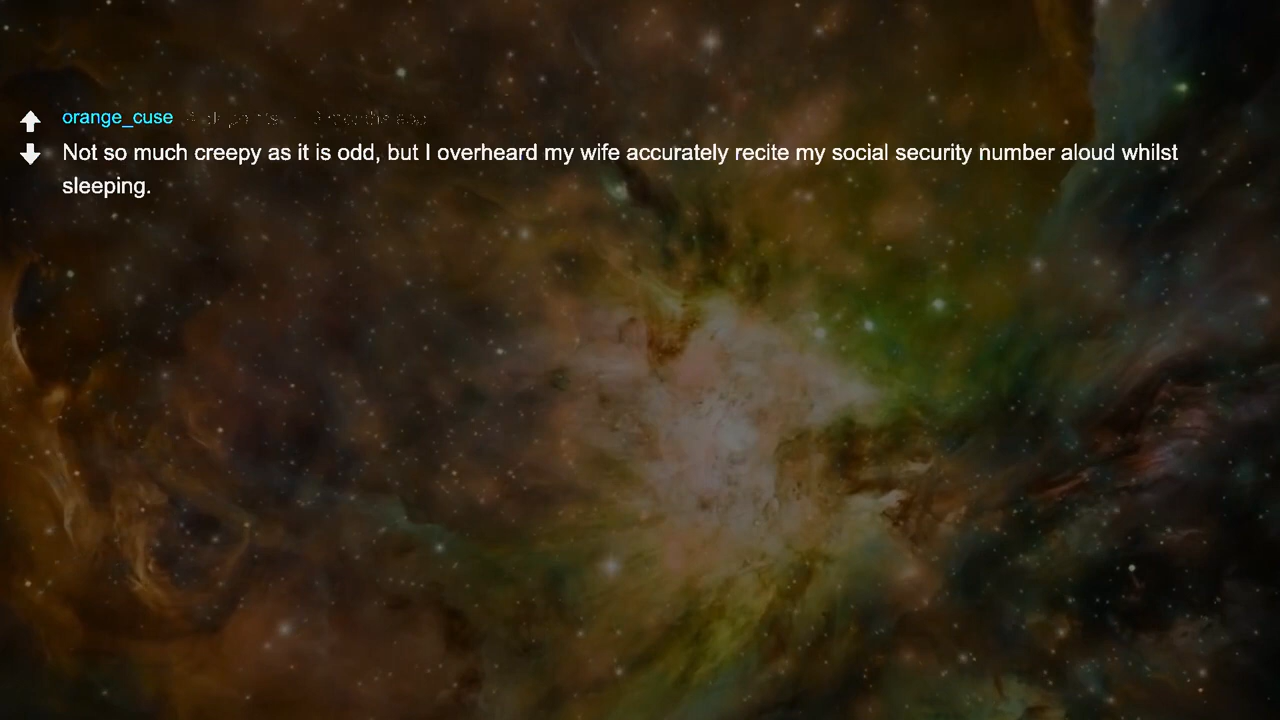 orange_cuse
Not so much creepy as it is odd, but I overheard my wife accurately recite my social security number aloud whilst
sleeping.